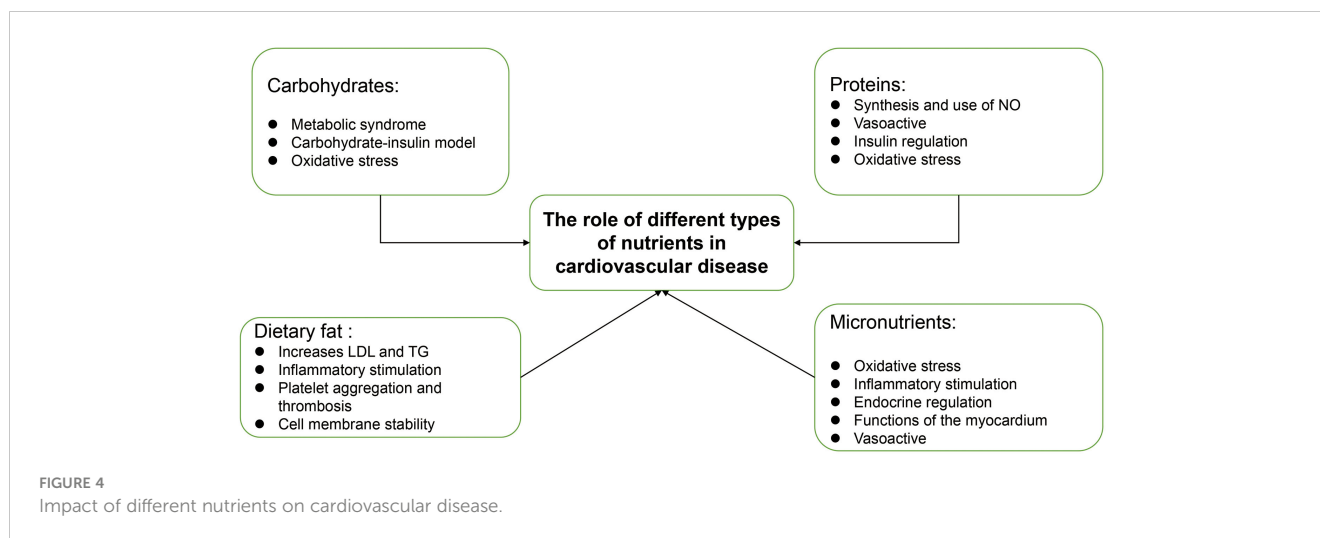 Carbohydrates:
● Metabolic syndrome
● Carbohydrate-insulin model
● Oxidative stress
Proteins:
● Synthesis and use of NO
● Vasoactive
● Insulin regulation
● Oxidative stress
The role of different types
of nutrients in
cardiovascular disease
Dietary fat :
● Increases LDL and TG
● Inflammatory stimulation
● Platelet aggregation and
thrombosis
● Cell membrane stability
Micronutrients:
● Oxidative stress
● Inflammatory stimulation
● Endocrine regulation
● Functions of the myocardium
● Vasoactive
FIGURE 4
Impact of different nutrients on cardiovascular disease.